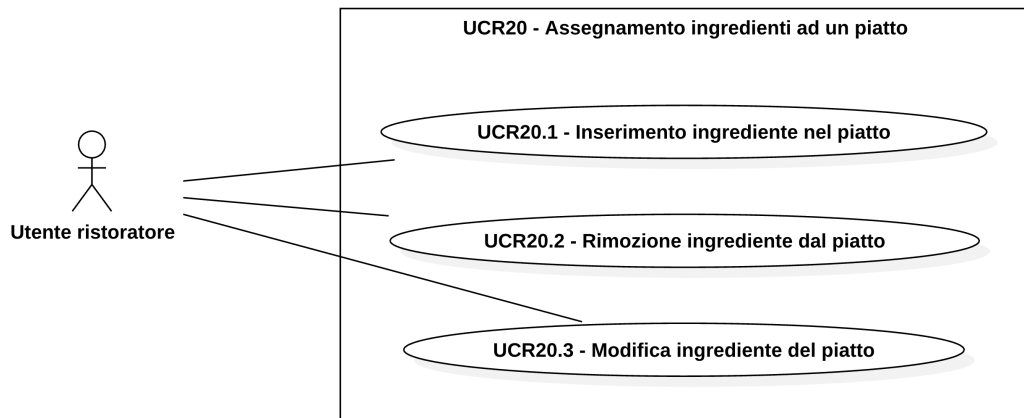 UCR20 - Assegnamento ingredienti ad un piatto
UCR20.1 - Inserimento ingrediente nel piatto
Utente ristoratore
UCR20.2 - Rimozione ingrediente dal piatto
UCR20.3 - Modifica ingrediente del piatto